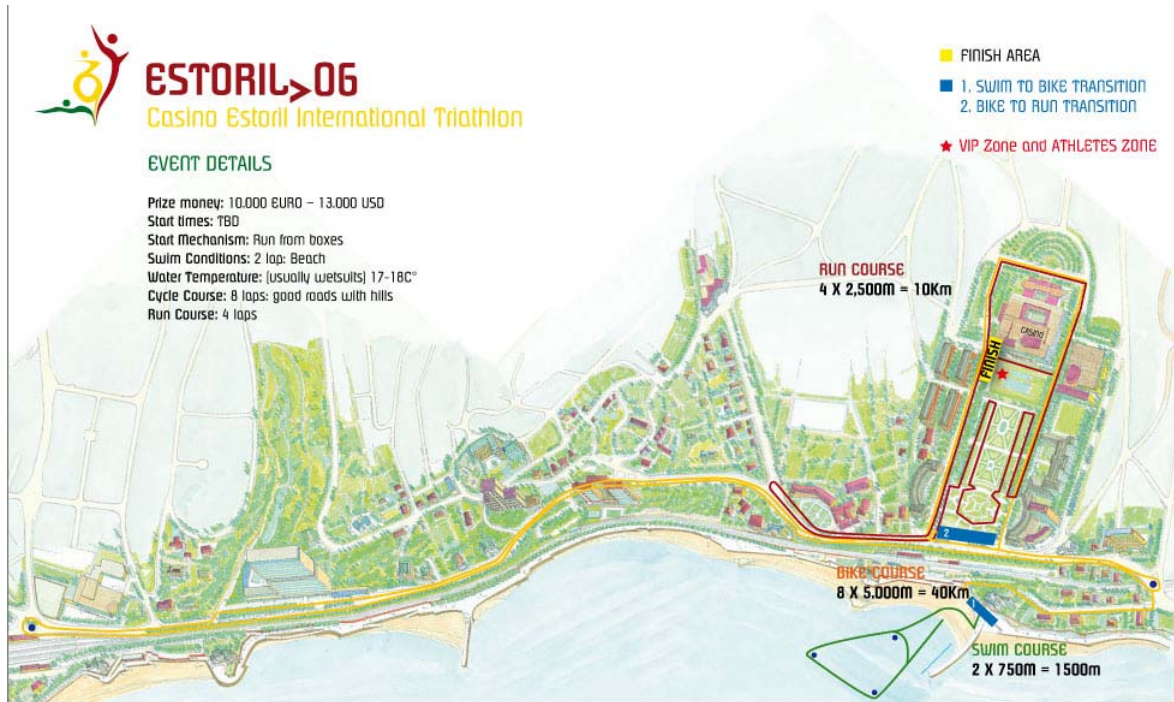 ESTORIL>06
Casino Estoril International Triathlon
EVENT DETAILS
Prize money: 10.000 EURO – 13.000 USD
Start times: TBD
Start Mechanism: Run from boxes
Swim Conditions: 2 lap: Beach
Water Temperature: (usually wetsuits) 17-18C°
Cycle Course: 8 laps: good roads with hills
Run Course: 4 laps
FINISH AREA
1. SWIM TO BIKE TRANSITION
2. BIKE TO RUN TRANSITION
VIP Zone and ATHLETES ZONE
RUN COURSE
4 X 2,500M = 10Km
CASINO
FINISH
2
BIKE COURSE
8 X 5.000M = 40Km
1
SWIM COURSE
2 X 750M = 1500m